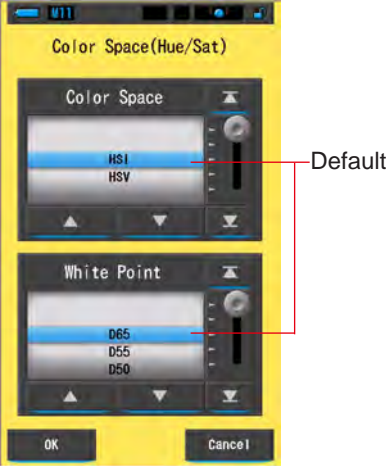 M11
Color Space(Hue/Sat)
Color Space
HSI
HSV
Default
White Point
D65
D55
D50
OK
Cancel